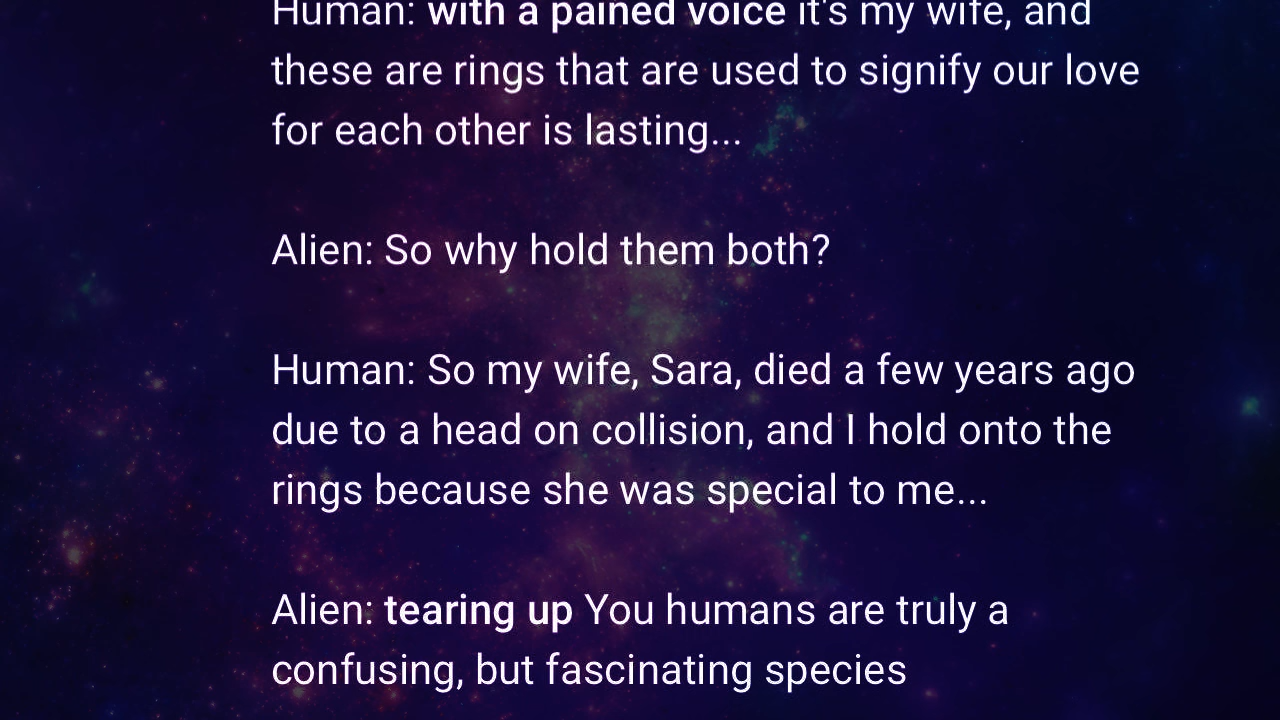 Human: with a pained voice it's my wife, and
these are rings that are used to signify our love
for each other is lasting...
Alien: So why hold them both?
Human: So my wife, Sara, died a few years ago
due to a head on collision, and I hold onto the
rings because she was special to me...
Alien: tearing up You humans are truly a
confusing, but fascinating species